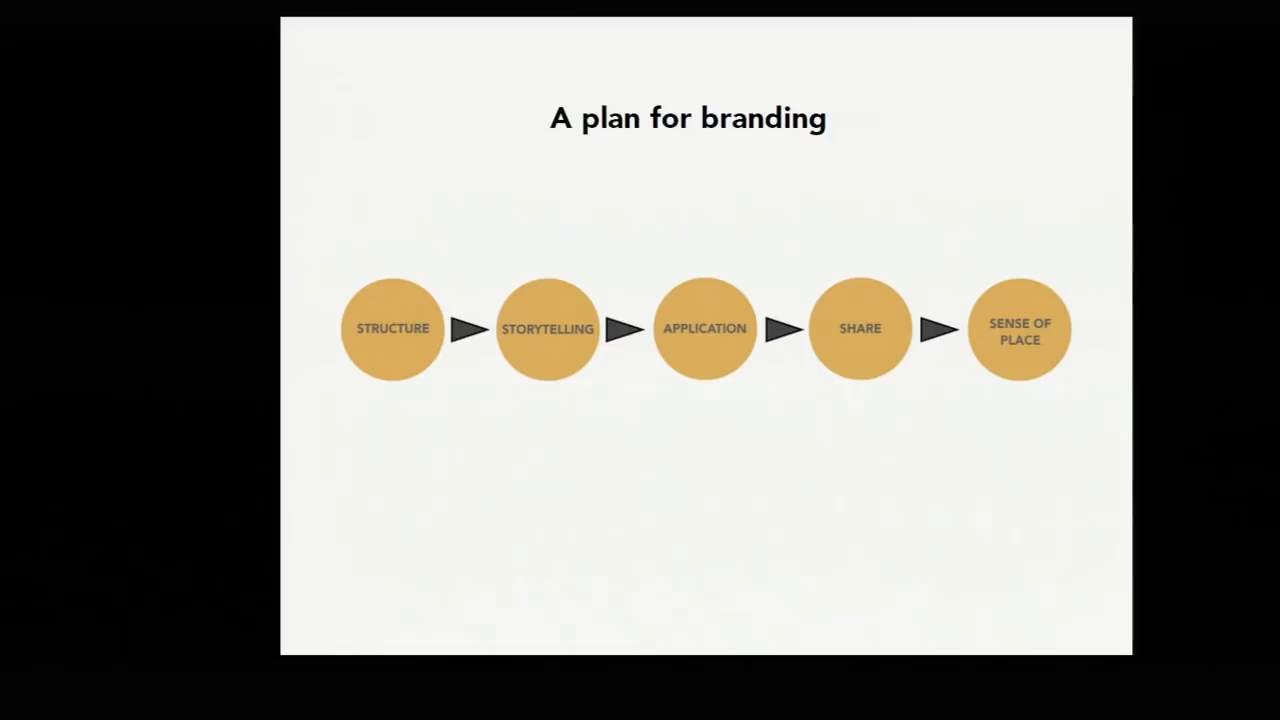 A plan for branding
STRUCTURE
STORYTELLING
APPLICATION
SHARE
SENSE OF
PLACE